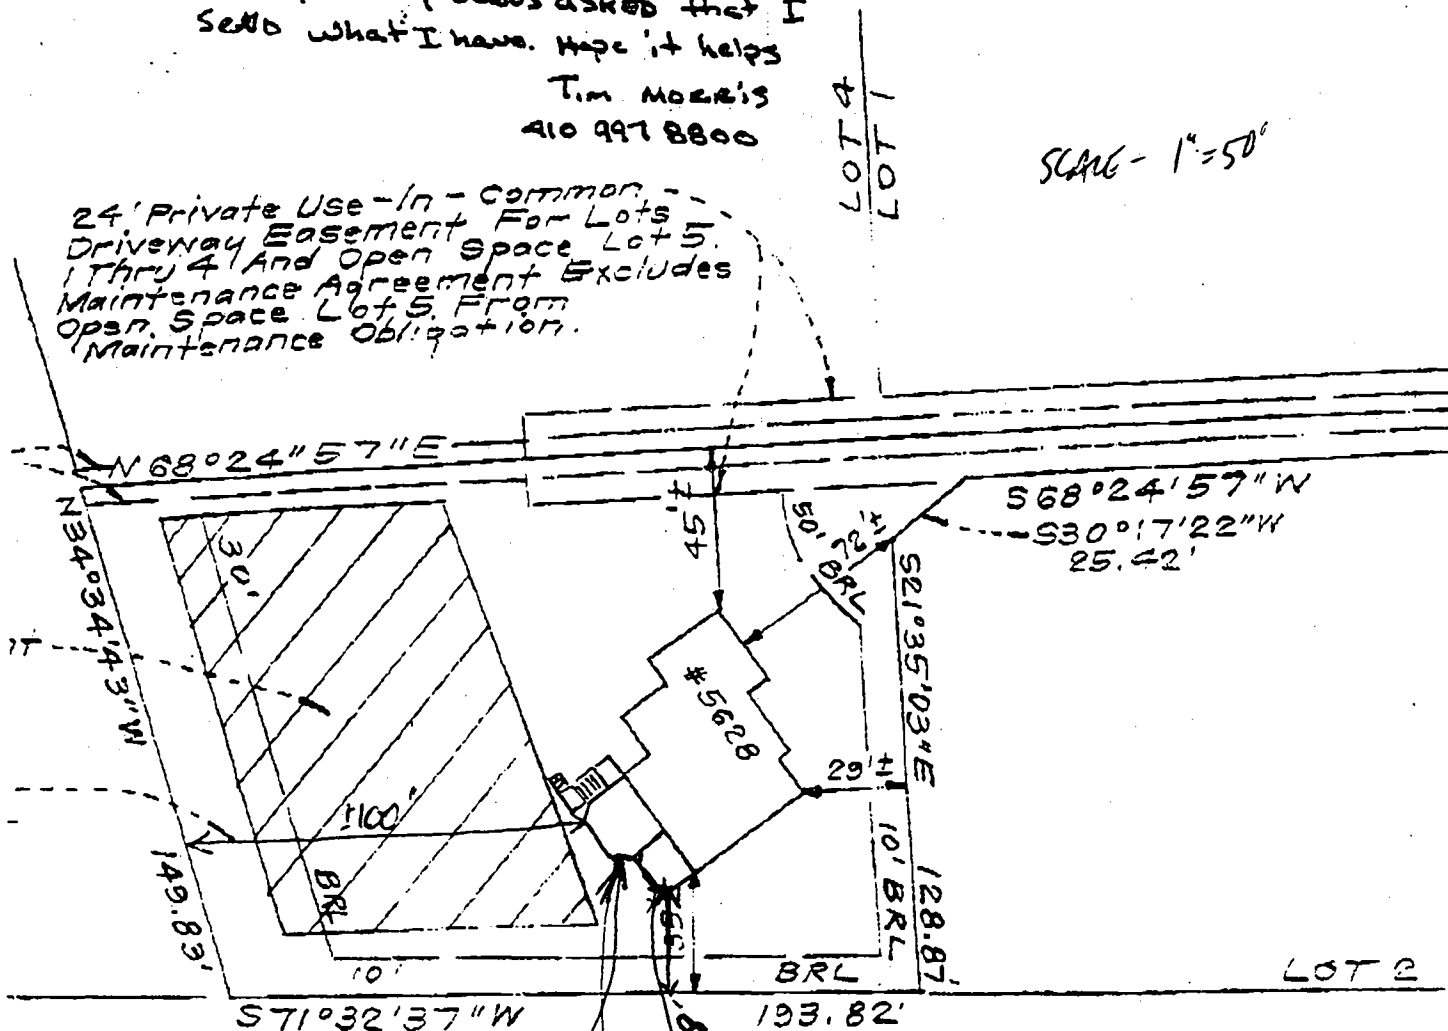 asked that I
send what I have. Hope it helps
Tim Morris
410 997 8800
LOT 4
LOT 1
SCALE - 1"=50'
24' Private Use-In-Common
Driveway Easement For Lots
1 Thru 4 And Open Space Lot 5.
Maintenance Agreement Excludes
Open Space Lot 5 From
Maintenance Obligation.
N 68°24"57"E
S68°24'57"W
S30°17'22"W
25.42'
N34°34'43"W
149.83'
30'
BRL
45'±
50'
BRL
72'±
#5628
S21°35'03"E
128.87'
29'±
10' BRL
±100'
10'
BRL
LOT 2
S71°32'37"W
193.82'